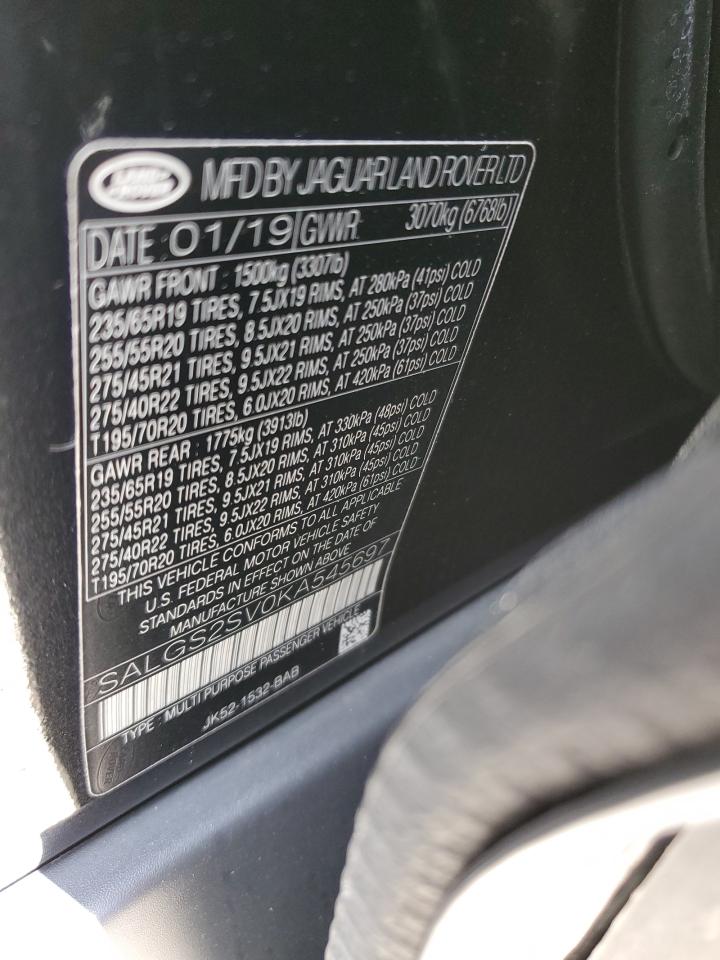 LAND ROVER
MFD BY JAGUAR LAND ROVER LTD
DATE: 01/19 GVWR: 3070kg (6768lb)
GAWR FRONT : 1500kg (3307lb)
235/65R19 TIRES, 7.5JX19 RIMS, AT 280kPa (41psi) COLD
255/55R20 TIRES, 8.5JX20 RIMS, AT 250kPa (37psi) COLD
275/45R21 TIRES, 9.5JX21 RIMS, AT 250kPa (37psi) COLD
275/40R22 TIRES, 9.5JX22 RIMS, AT 250kPa (37psi) COLD
T195/70R20 TIRES, 6.0JX20 RIMS, AT 420kPa (61psi) COLD
GAWR REAR : 1775kg (3913lb)
235/65R19 TIRES, 7.5JX19 RIMS, AT 330kPa (48psi) COLD
255/55R20 TIRES, 8.5JX20 RIMS, AT 310kPa (45psi) COLD
275/45R21 TIRES, 9.5JX21 RIMS, AT 310kPa (45psi) COLD
275/40R22 TIRES, 9.5JX22 RIMS, AT 310kPa (45psi) COLD
T195/70R20 TIRES, 6.0JX20 RIMS, AT 420kPa (61psi) COLD
THIS VEHICLE CONFORMS TO ALL APPLICABLE
U.S. FEDERAL MOTOR VEHICLE SAFETY
STANDARDS IN EFFECT ON THE DATE OF
MANUFACTURE SHOWN ABOVE
SALGS2SV0KA545697
TYPE : MULTI PURPOSE PASSENGER VEHICLE
JK52-1532-BAB